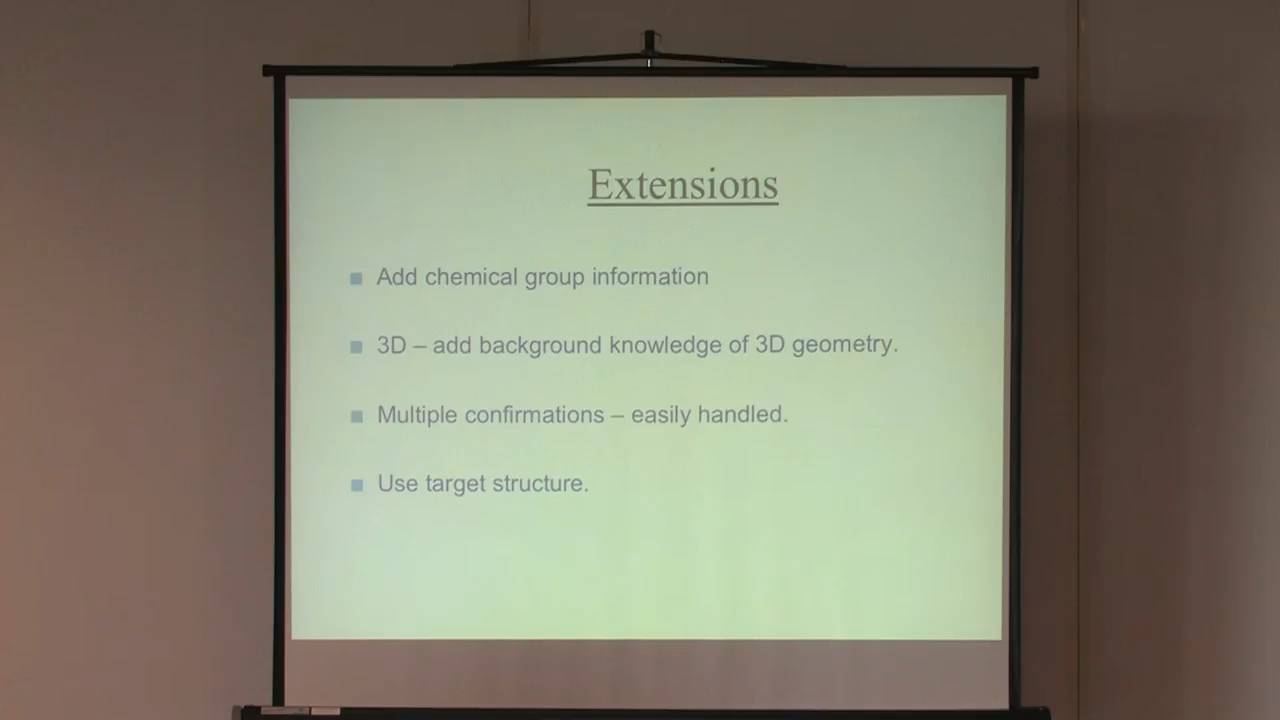 Extensions
Add chemical group information
3D – add background knowledge of 3D geometry.
Multiple confirmations – easily handled.
Use target structure.